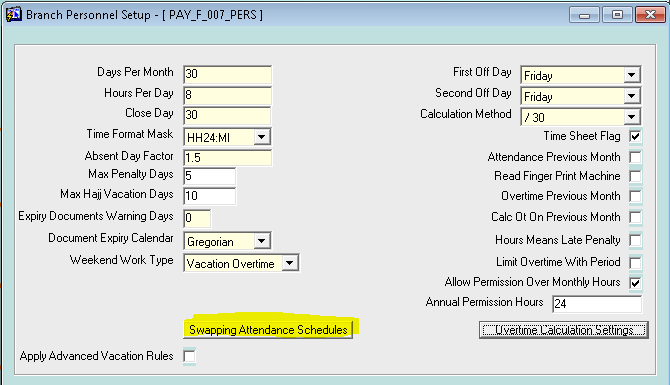 Branch Personnel Setup - [ PAY_F_007_PERS ]
Days Per Month 30
Hours Per Day 8
Close Day 30
Time Format Mask HH24:MI
Absent Day Factor 1.5
Max Penalty Days 5
Max Hajj Vacation Days 10
Expiry Documents Warning Days 0
Document Expiry Calendar Gregorian
Weekend Work Type Vacation Overtime
Swapping Attendance Schedules
Apply Advanced Vacation Rules
First Off Day Friday
Second Off Day Friday
Calculation Method / 30
Time Sheet Flag
Attendance Previous Month
Read Finger Print Machine
Overtime Previous Month
Calc Ot On Previous Month
Hours Means Late Penalty
Limit Overtime With Period
Allow Permission Over Monthly Hours
Annual Permission Hours 24
Overtime Calculation Settings